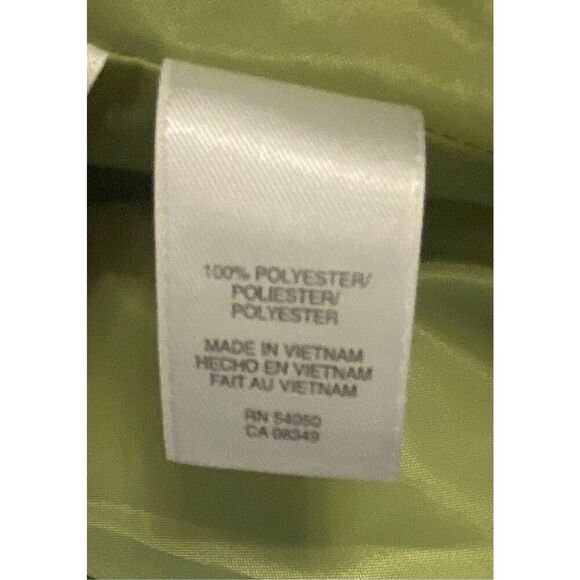 100% POLYESTER/
POLIESTER/
POLYESTER
MADE IN VIETNAM
HECHO EN VIETNAM
FAIT AU VIETNAM
RN 54050
CA 08349